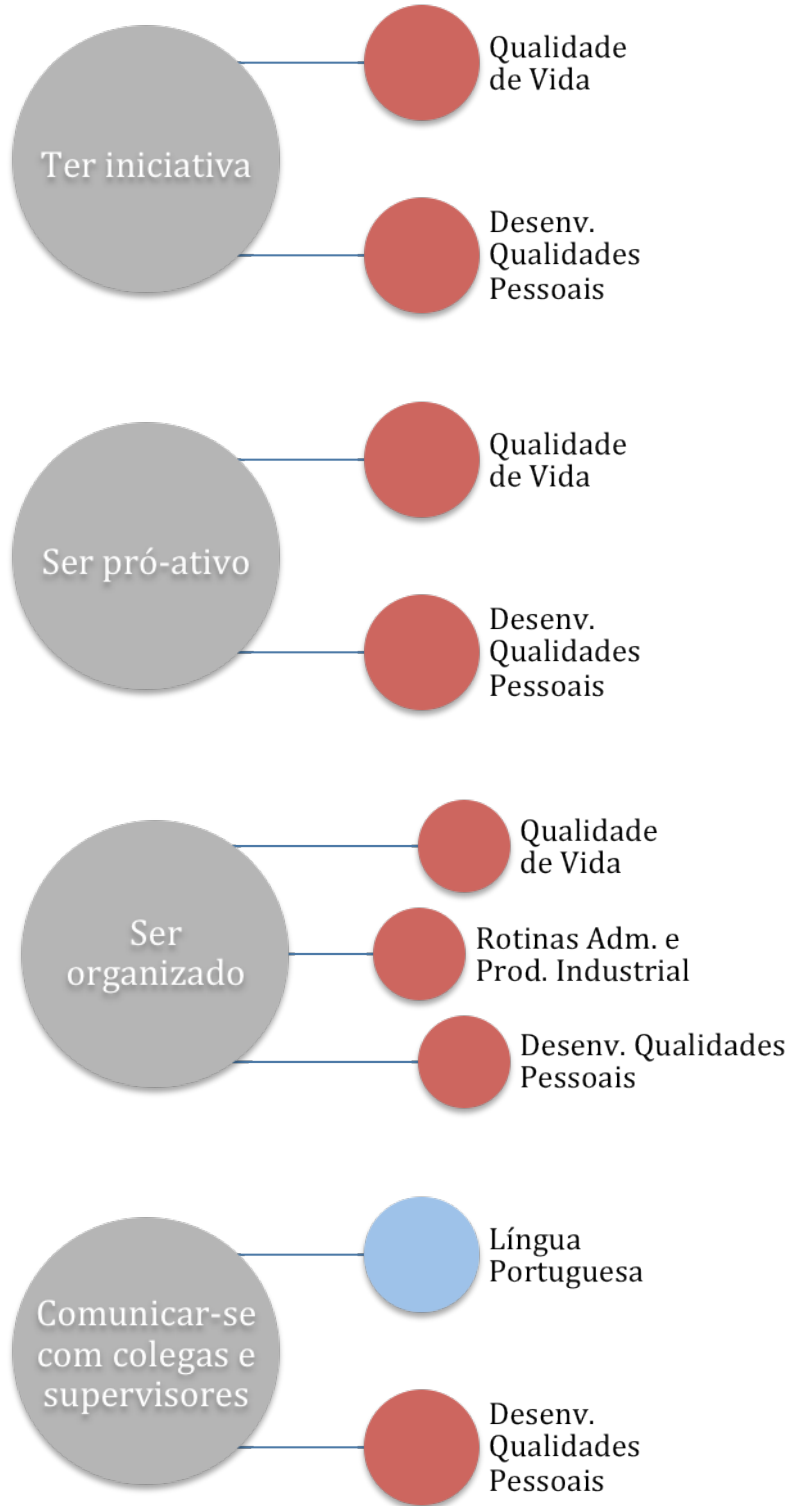 Ter iniciativa
Qualidade
de Vida
Desenv.
Qualidades
Pessoais
Ser pró-ativo
Qualidade
de Vida
Desenv.
Qualidades
Pessoais
Ser
organizado
Qualidade
de Vida
Rotinas Adm. e
Prod. Industrial
Desenv. Qualidades
Pessoais
Comunicar-se
com colegas e
supervisores
Língua
Portuguesa
Desenv.
Qualidades
Pessoais